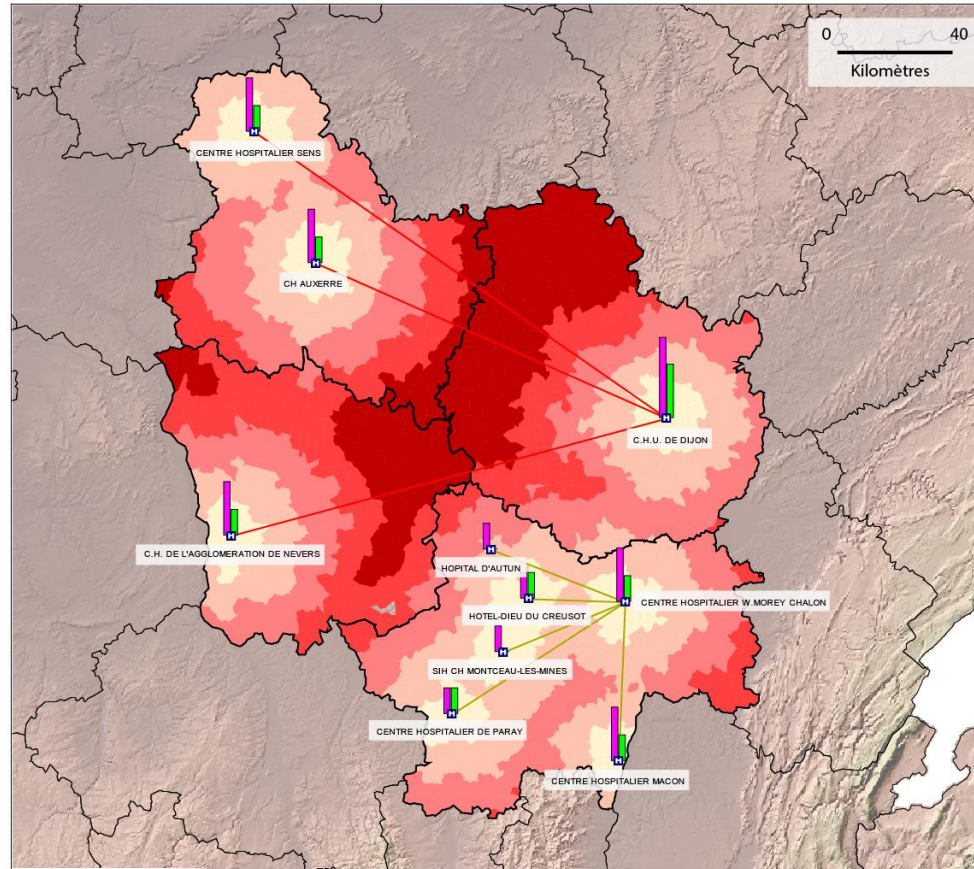 0 40
Kilomètres
CENTRE HOSPITALIER SENS
CH AUXERRE
C.H.U. DE DIJON
C.H. DE L'AGGLOMERATION DE NEVERS
HOPITAL D'AUTUN
CENTRE HOSPITALIER W.MOREY CHALON
HOTEL-DIEU DU CREUSOT
SIH CH MONTCEAU-LES-MINES
CENTRE HOSPITALIER DE PARAY
CENTRE HOSPITALIER MACON